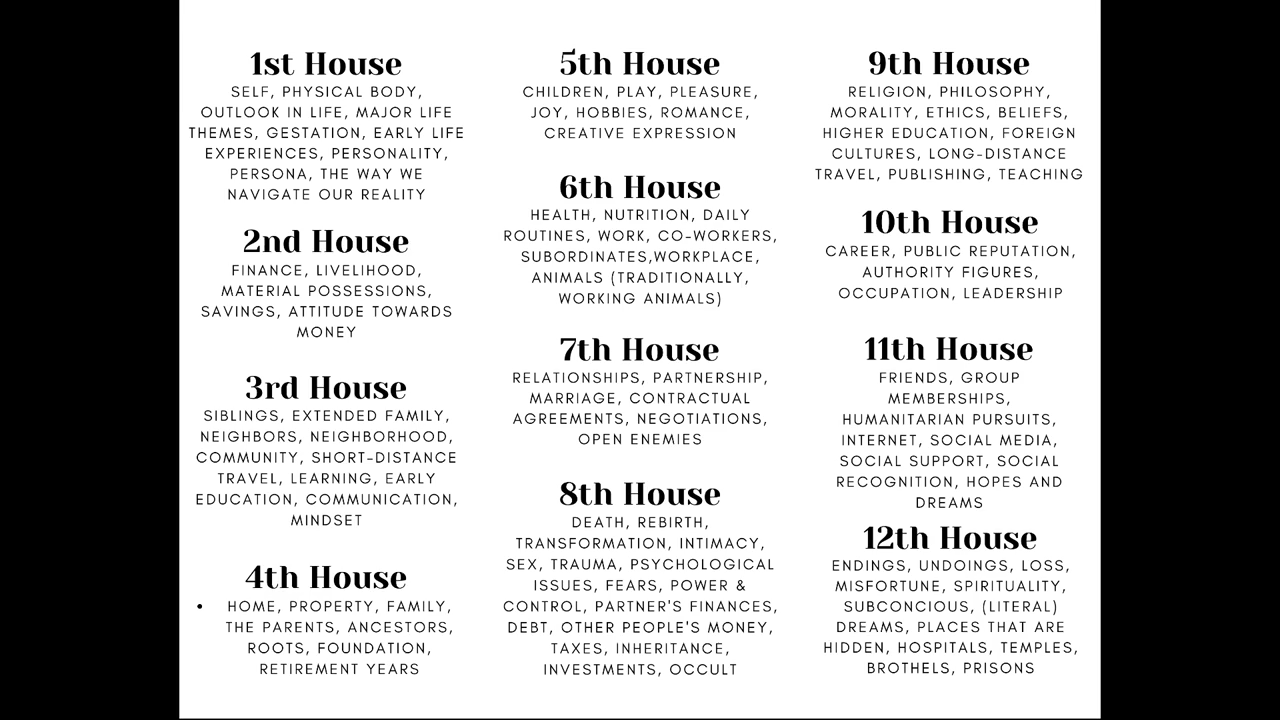 1st House
SELF, PHYSICAL BODY,
OUTLOOK IN LIFE, MAJOR LIFE
THEMES, GESTATION, EARLY LIFE
EXPERIENCES, PERSONALITY,
PERSONA, THE WAY WE
NAVIGATE OUR REALITY
2nd House
FINANCE, LIVELIHOOD,
MATERIAL POSSESSIONS,
SAVINGS, ATTITUDE TOWARDS
MONEY
3rd House
SIBLINGS, EXTENDED FAMILY,
NEIGHBORS, NEIGHBORHOOD,
COMMUNITY, SHORT-DISTANCE
TRAVEL, LEARNING, EARLY
EDUCATION, COMMUNICATION,
MINDSET
4th House
• HOME, PROPERTY, FAMILY,
THE PARENTS, ANCESTORS,
ROOTS, FOUNDATION,
RETIREMENT YEARS
5th House
CHILDREN, PLAY, PLEASURE,
JOY, HOBBIES, ROMANCE,
CREATIVE EXPRESSION
6th House
HEALTH, NUTRITION, DAILY
ROUTINES, WORK, CO-WORKERS,
SUBORDINATES,WORKPLACE,
ANIMALS (TRADITIONALLY,
WORKING ANIMALS)
7th House
RELATIONSHIPS, PARTNERSHIP,
MARRIAGE, CONTRACTUAL
AGREEMENTS, NEGOTIATIONS,
OPEN ENEMIES
8th House
DEATH, REBIRTH,
TRANSFORMATION, INTIMACY,
SEX, TRAUMA, PSYCHOLOGICAL
ISSUES, FEARS, POWER &
CONTROL, PARTNER'S FINANCES,
DEBT, OTHER PEOPLE'S MONEY,
TAXES, INHERITANCE,
INVESTMENTS, OCCULT
9th House
RELIGION, PHILOSOPHY,
MORALITY, ETHICS, BELIEFS,
HIGHER EDUCATION, FOREIGN
CULTURES, LONG-DISTANCE
TRAVEL, PUBLISHING, TEACHING
10th House
CAREER, PUBLIC REPUTATION,
AUTHORITY FIGURES,
OCCUPATION, LEADERSHIP
11th House
FRIENDS, GROUP
MEMBERSHIPS,
HUMANITARIAN PURSUITS,
INTERNET, SOCIAL MEDIA,
SOCIAL SUPPORT, SOCIAL
RECOGNITION, HOPES AND
DREAMS
12th House
ENDINGS, UNDOINGS, LOSS,
MISFORTUNE, SPIRITUALITY,
SUBCONCIOUS, (LITERAL)
DREAMS, PLACES THAT ARE
HIDDEN, HOSPITALS, TEMPLES,
BROTHELS, PRISONS